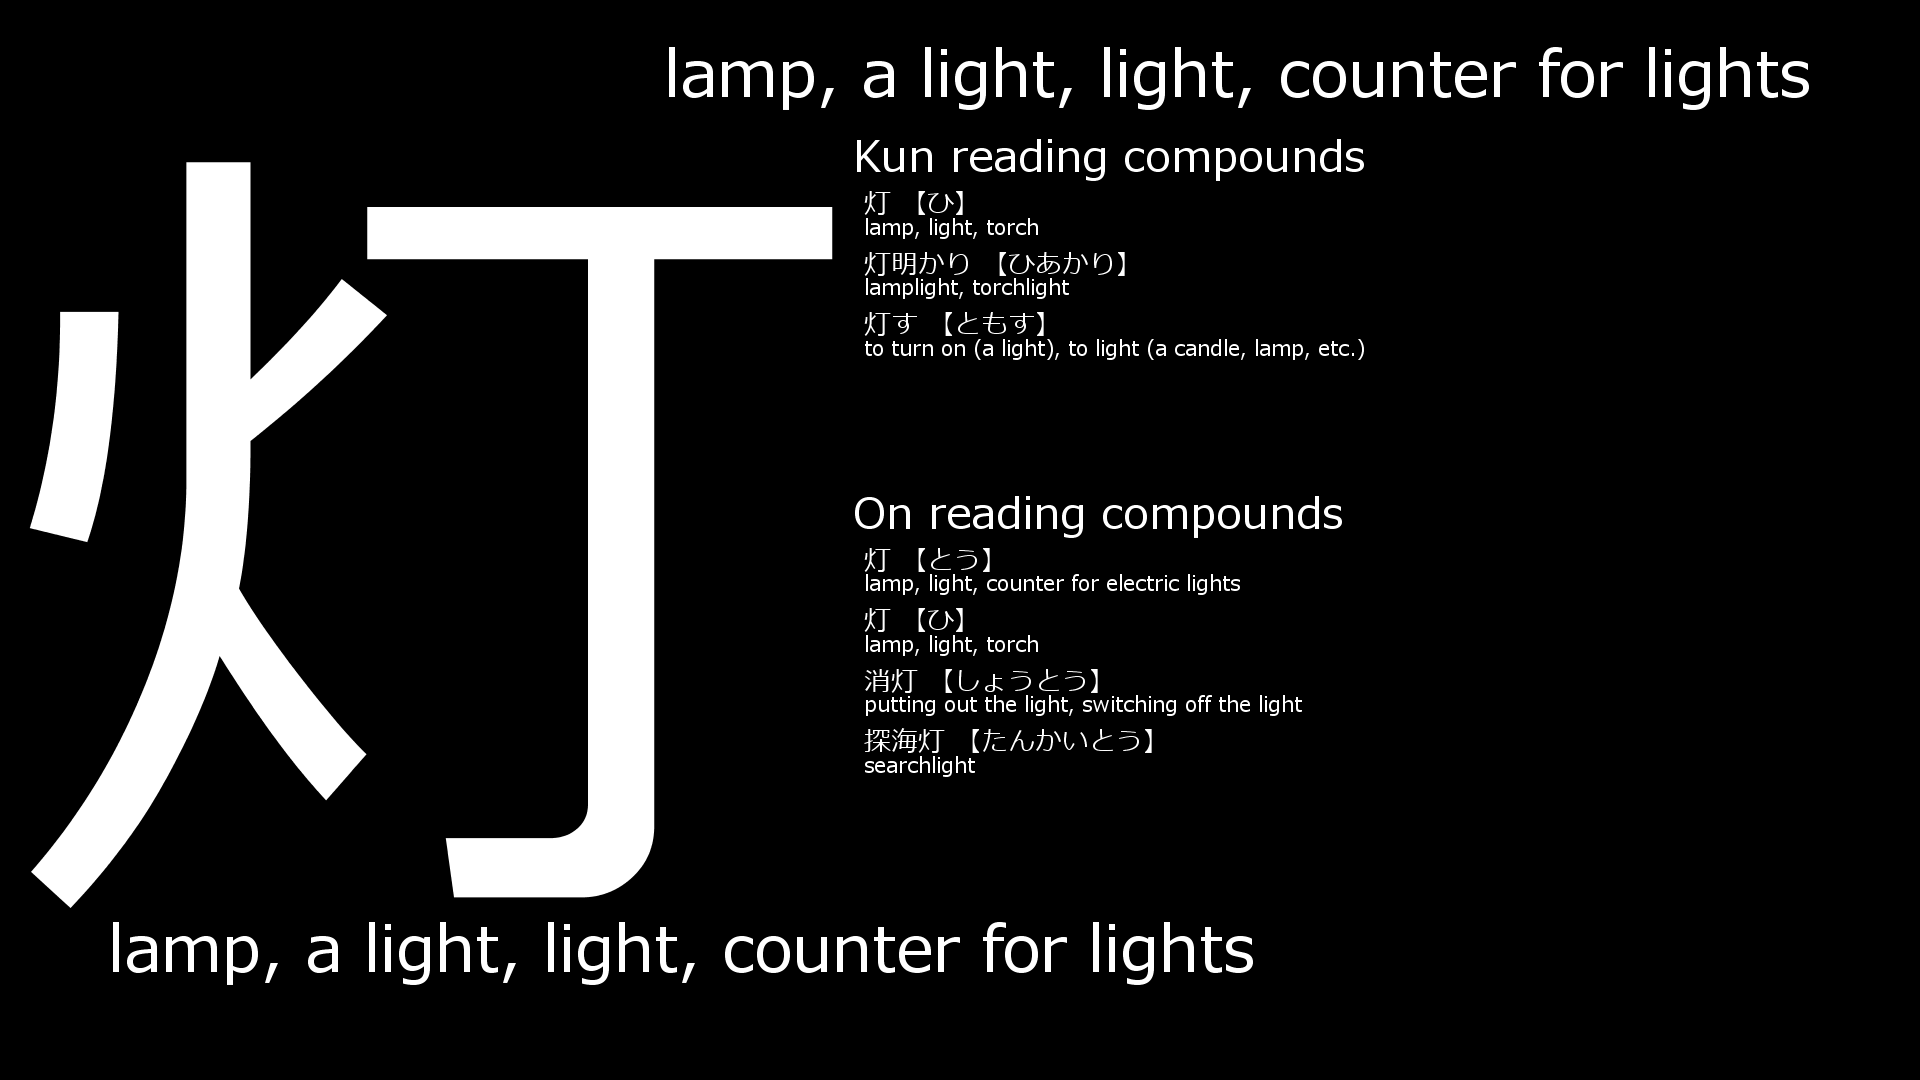 lamp, a light, light, counter for lights
灯
Kun reading compounds
灯 【ひ】
lamp, light, torch
灯明かり 【ひあかり】
lamplight, torchlight
灯す 【ともす】
to turn on (a light), to light (a candle, lamp, etc.)
On reading compounds
灯 【とう】
lamp, light, counter for electric lights
灯 【ひ】
lamp, light, torch
消灯 【しょうとう】
putting out the light, switching off the light
探海灯 【たんかいとう】
searchlight
lamp, a light, light, counter for lights